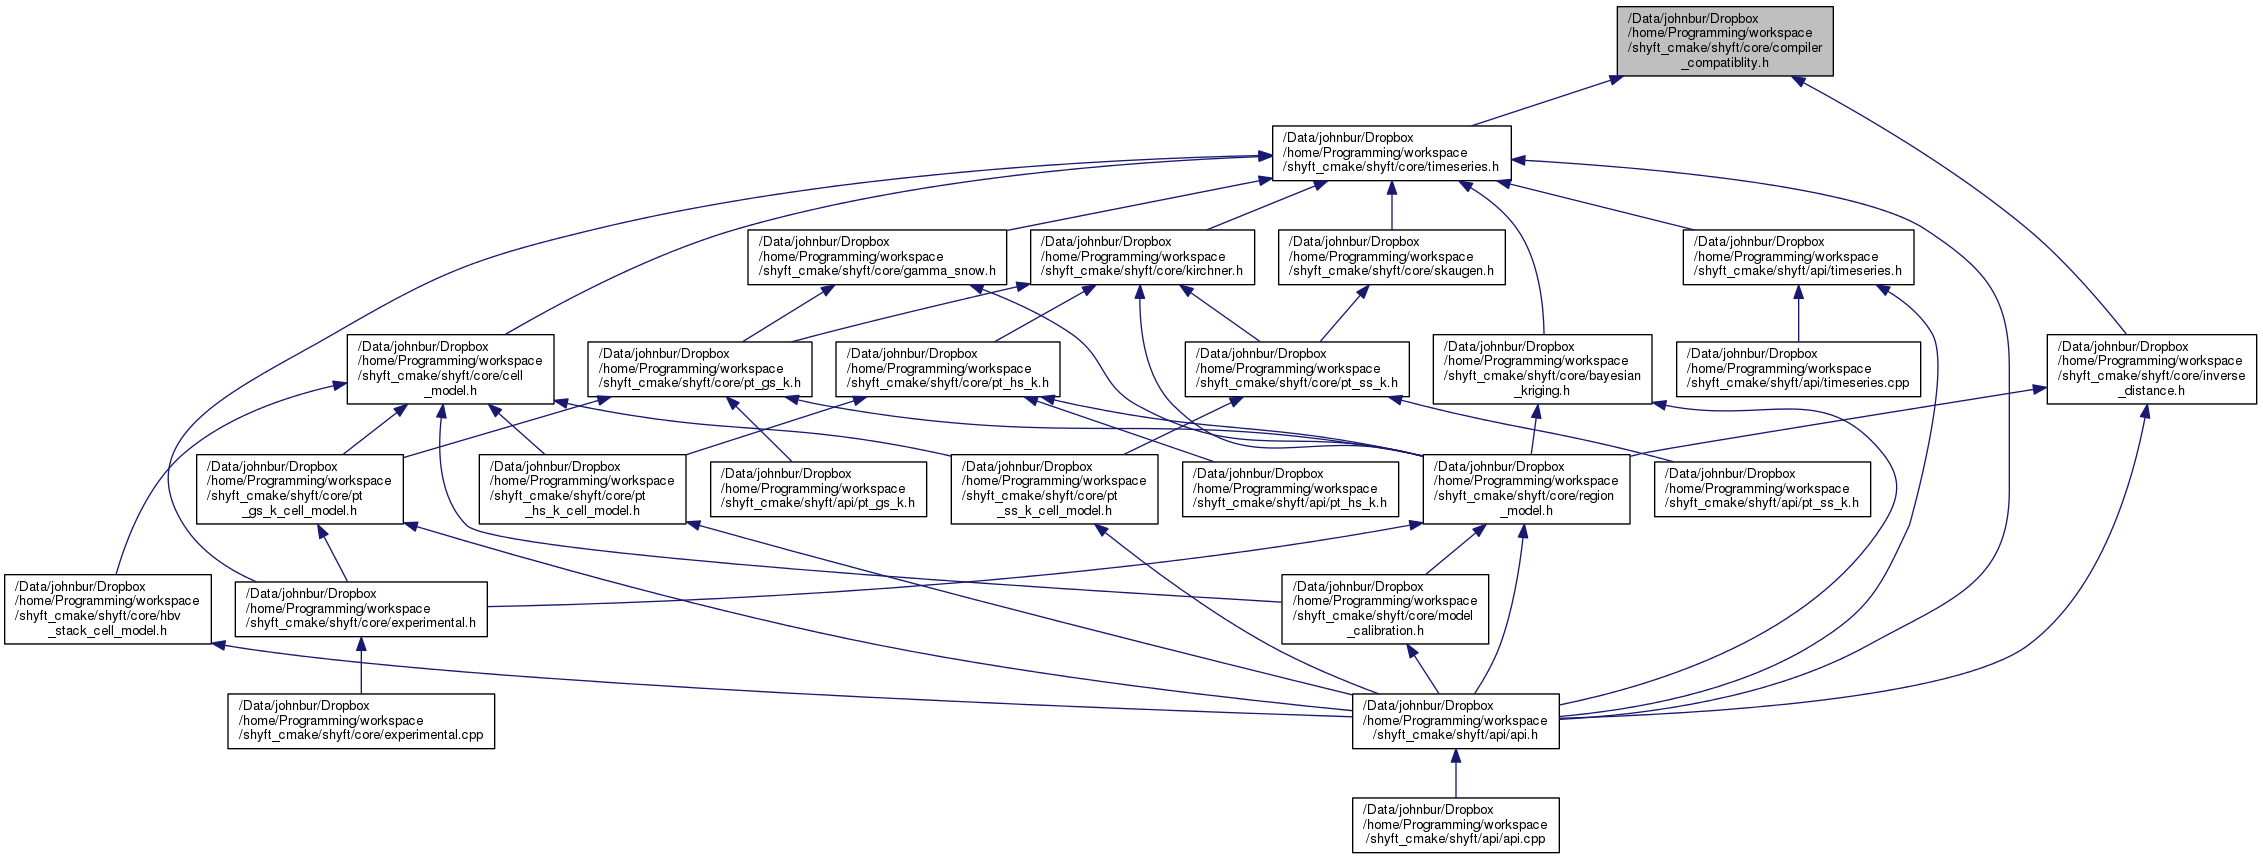 /Data/johnbur/Dropbox
/home/Programming/workspace
/shyft_cmake/shyft/core/compiler
_compatiblity.h
/Data/johnbur/Dropbox
/home/Programming/workspace
/shyft_cmake/shyft/core/timeseries.h
/Data/johnbur/Dropbox
/home/Programming/workspace
/shyft_cmake/shyft/core/gamma_snow.h
/Data/johnbur/Dropbox
/home/Programming/workspace
/shyft_cmake/shyft/core/kirchner.h
/Data/johnbur/Dropbox
/home/Programming/workspace
/shyft_cmake/shyft/core/skaugen.h
/Data/johnbur/Dropbox
/home/Programming/workspace
/shyft_cmake/shyft/api/timeseries.h
/Data/johnbur/Dropbox
/home/Programming/workspace
/shyft_cmake/shyft/core/cell
_model.h
/Data/johnbur/Dropbox
/home/Programming/workspace
/shyft_cmake/shyft/core/pt_gs_k.h
/Data/johnbur/Dropbox
/home/Programming/workspace
/shyft_cmake/shyft/core/pt_hs_k.h
/Data/johnbur/Dropbox
/home/Programming/workspace
/shyft_cmake/shyft/core/pt_ss_k.h
/Data/johnbur/Dropbox
/home/Programming/workspace
/shyft_cmake/shyft/core/bayesian
_kriging.h
/Data/johnbur/Dropbox
/home/Programming/workspace
/shyft_cmake/shyft/api/timeseries.cpp
/Data/johnbur/Dropbox
/home/Programming/workspace
/shyft_cmake/shyft/core/inverse
_distance.h
/Data/johnbur/Dropbox
/home/Programming/workspace
/shyft_cmake/shyft/core/pt
_gs_k_cell_model.h
/Data/johnbur/Dropbox
/home/Programming/workspace
/shyft_cmake/shyft/core/pt
_hs_k_cell_model.h
/Data/johnbur/Dropbox
/home/Programming/workspace
/shyft_cmake/shyft/api/pt_gs_k.h
/Data/johnbur/Dropbox
/home/Programming/workspace
/shyft_cmake/shyft/core/pt
_ss_k_cell_model.h
/Data/johnbur/Dropbox
/home/Programming/workspace
/shyft_cmake/shyft/api/pt_hs_k.h
/Data/johnbur/Dropbox
/home/Programming/workspace
/shyft_cmake/shyft/core/region
_model.h
/Data/johnbur/Dropbox
/home/Programming/workspace
/shyft_cmake/shyft/api/pt_ss_k.h
/Data/johnbur/Dropbox
/home/Programming/workspace
/shyft_cmake/shyft/core/hbv
_stack_cell_model.h
/Data/johnbur/Dropbox
/home/Programming/workspace
/shyft_cmake/shyft/core/experimental.h
/Data/johnbur/Dropbox
/home/Programming/workspace
/shyft_cmake/shyft/core/model
_calibration.h
/Data/johnbur/Dropbox
/home/Programming/workspace
/shyft_cmake/shyft/core/experimental.cpp
/Data/johnbur/Dropbox
/home/Programming/workspace
/shyft_cmake/shyft/api/api.h
/Data/johnbur/Dropbox
/home/Programming/workspace
/shyft_cmake/shyft/api/api.cpp